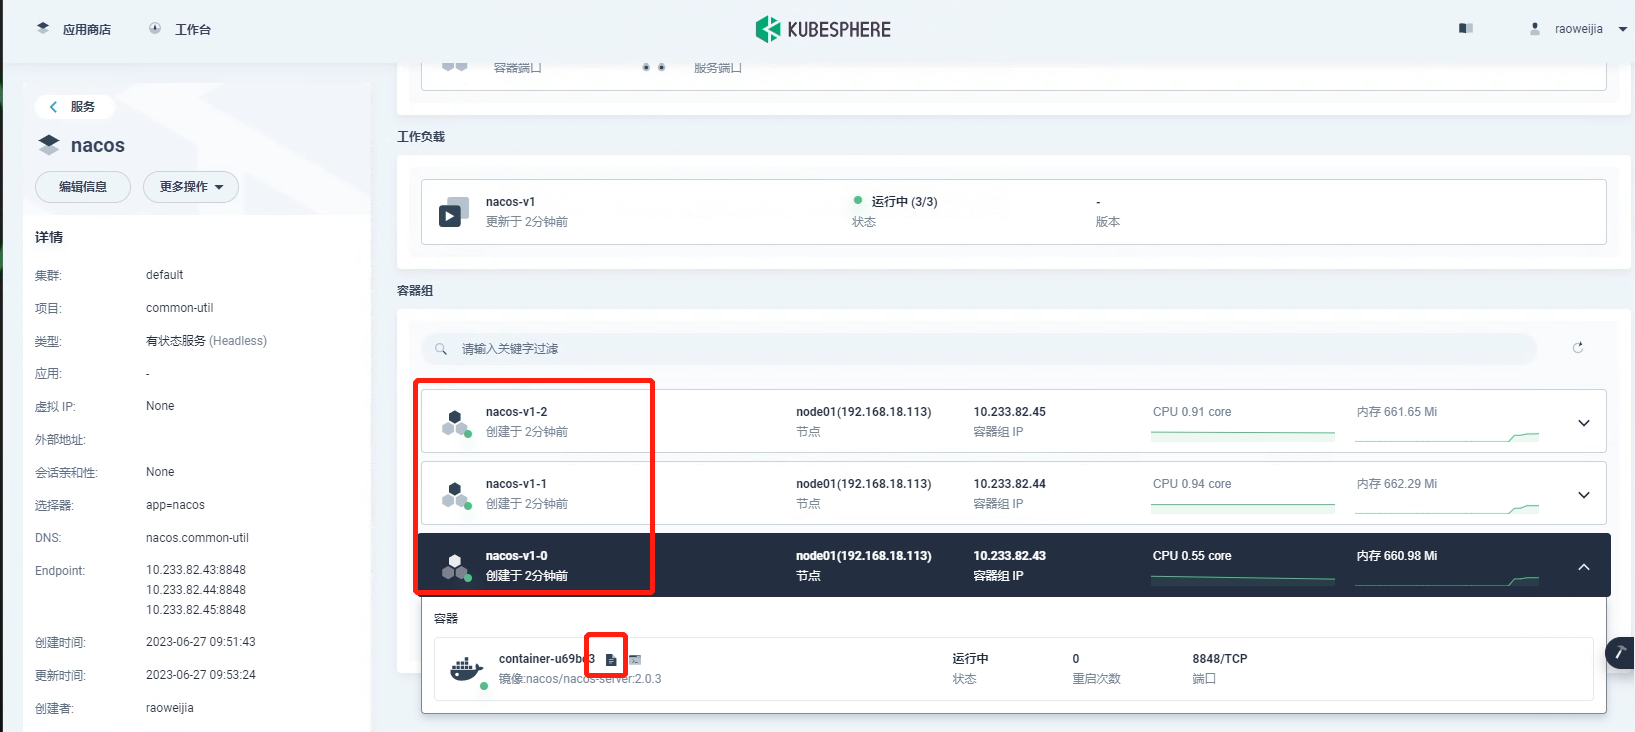 应用商店
工作台
KUBESPHERE
raoweijia
服务
nacos
编辑信息
更多操作
详情
集群: default
项目: common-util
类型: 有状态服务 (Headless)
应用: -
虚拟 IP: None
外部地址:
会话亲和性: None
选择器: app=nacos
DNS: nacos.common-util
Endpoint: 10.233.82.43:8848
10.233.82.44:8848
10.233.82.45:8848
创建时间: 2023-06-27 09:51:43
更新时间: 2023-06-27 09:53:24
创建者: raoweijia
容器端口 服务端口
工作负载
nacos-v1 运行中 (3/3) -
更新于 2分钟前 状态 版本
容器组
请输入关键字过滤
nacos-v1-2 node01(192.168.18.113) 10.233.82.45 CPU 0.91 core 内存 661.65 Mi
创建于 2分钟前 节点 容器组 IP
nacos-v1-1 node01(192.168.18.113) 10.233.82.44 CPU 0.94 core 内存 662.29 Mi
创建于 2分钟前 节点 容器组 IP
nacos-v1-0 node01(192.168.18.113) 10.233.82.43 CPU 0.55 core 内存 660.98 Mi
创建于 2分钟前 节点 容器组 IP
容器
container-u69bc3 运行中 0 8848/TCP
镜像:nacos/nacos-server:2.0.3 状态 重启次数 端口